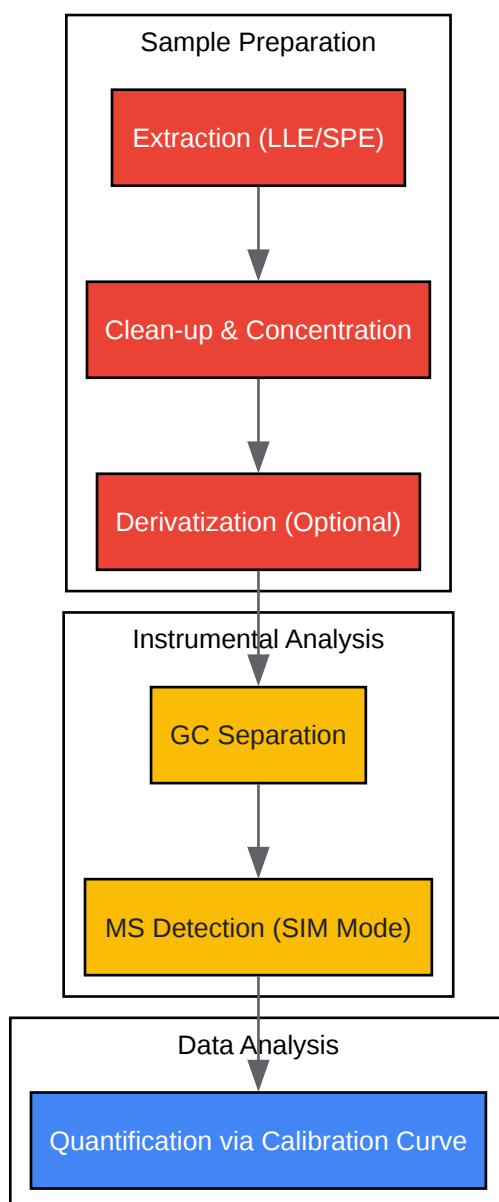 Sample Preparation
Extraction (LLE/SPE)
Clean-up & Concentration
Derivatization (Optional)
Instrumental Analysis
GC Separation
MS Detection (SIM Mode)
Data Analysis
Quantification via Calibration Curve